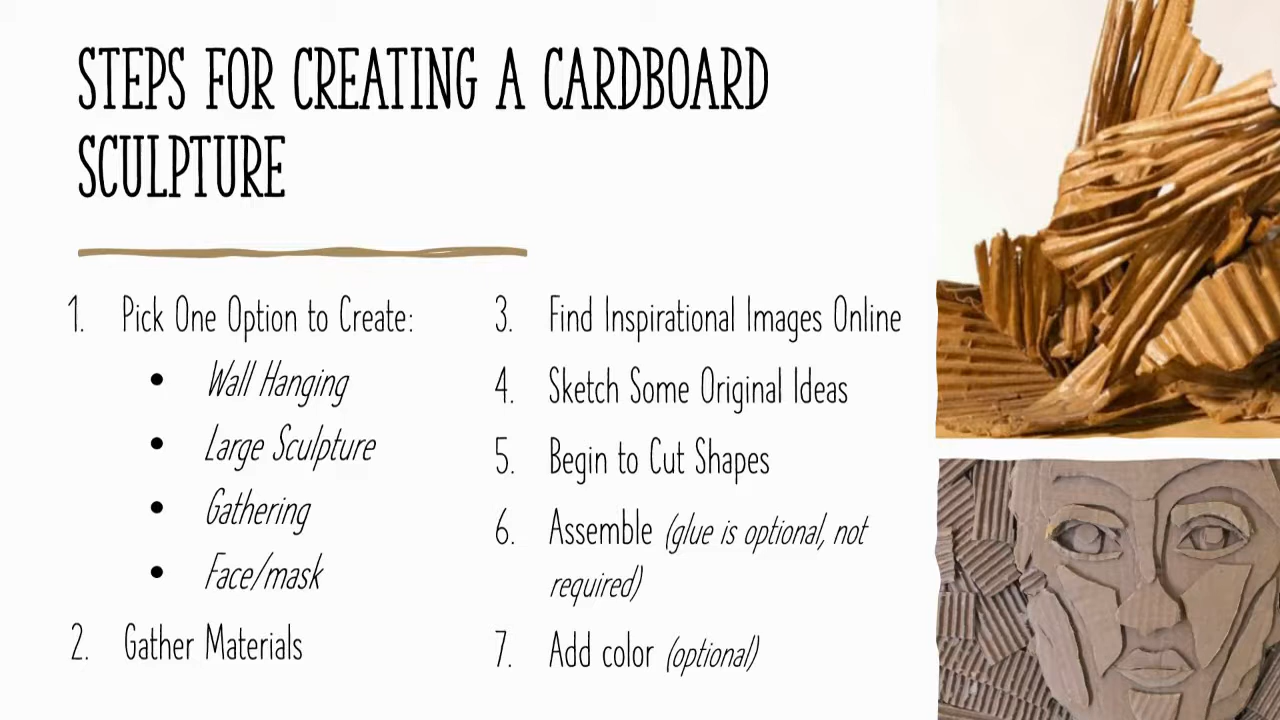 STEPS FOR CREATING A CARDBOARD
SCULPTURE
1. Pick One Option to Create:
• Wall Hanging
• Large Sculpture
• Gathering
• Face/mask
2. Gather Materials
3. Find Inspirational Images Online
4. Sketch Some Original Ideas
5. Begin to Cut Shapes
6. Assemble (glue is optional, not
required)
7. Add color (optional)